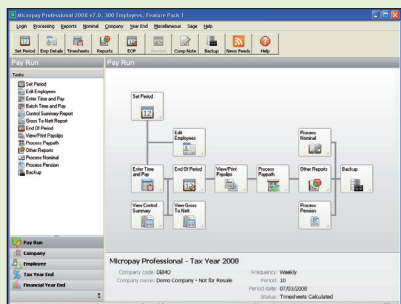 Micropay Professional 2008 v7.0, 300 Employees, Feature Pack 1
Login Processing Reports Nominal Company Year End Miscellaneous Sage Help
Set Period Emp Details Timesheets Reports EOP Comp Note Backup News Feeds Help
Pay Run
Tasks
Set Period
Edit Employees
Enter Time and Pay
Batch Time and Pay
Control Summary Report
Gross To Nett Report
End Of Period
View/Print Payslips
Process Paypath
Other Reports
Process Nominal
Process Pension
Backup
Pay Run
Company
Employee
Tax Year End
Financial Year End
Pay Run
Set Period
Edit Employees
Process Nominal
Enter Time and Pay
End Of Period
View/Print Payslips
Process Paypath
Other Reports
Backup
View Control Summary
View Gross To Nett
Process Pension
Micropay Professional - Tax Year 2008
Company code: DEMO
Company name: Demo Company - Not for Resale
Frequency: Weekly
Period: 10
Period date: 07/03/2008
Status: Timesheets Calculated